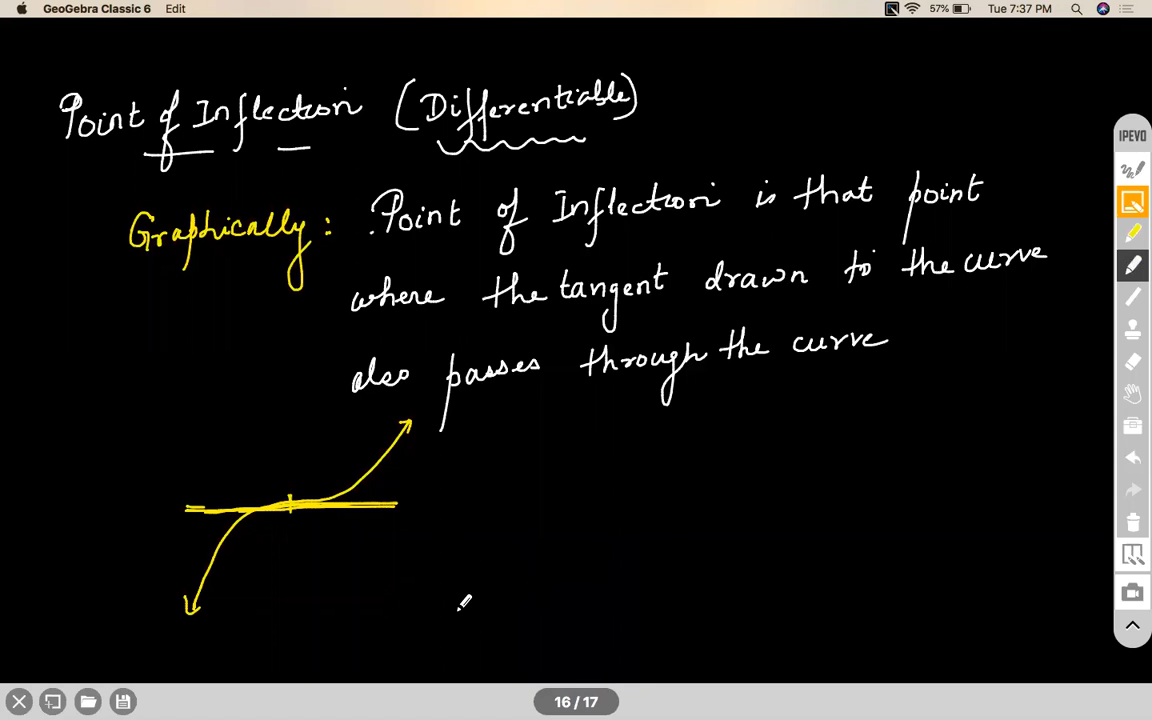 GeoGebra Classic 6 Edit 57% Tue 7:37 PM
Point of Inflection (Differentiable)
IPEVO
Graphically : Point of Inflection is that point
where the tangent drawn to the curve
also passes through the curve
16 / 17